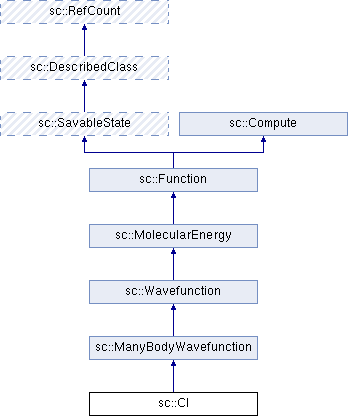 sc::RefCount
sc::DescribedClass
sc::SavableState
sc::Compute
sc::Function
sc::MolecularEnergy
sc::Wavefunction
sc::ManyBodyWavefunction
sc::CI